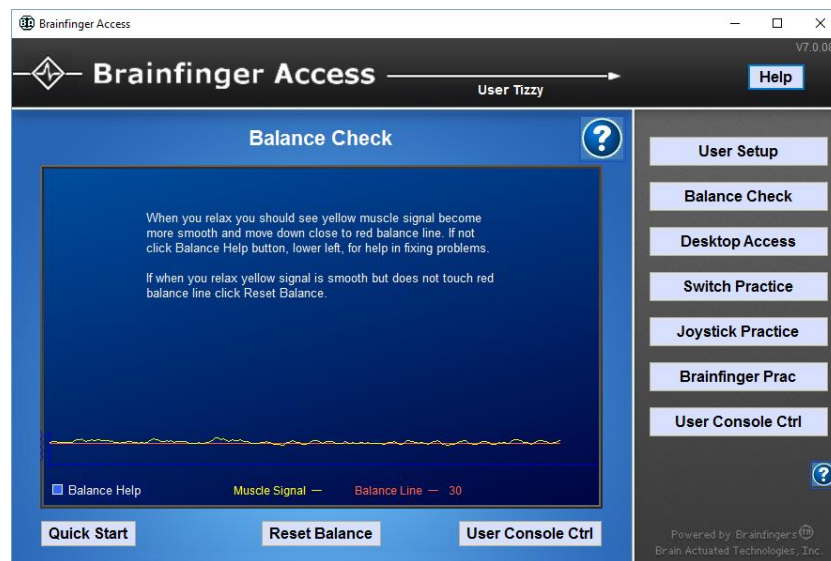 Brainfinger Access
V7.0.08
Brainfinger Access
User Tizzy
Help
Balance Check
?
When you relax you should see yellow muscle signal become
more smooth and move down close to red balance line. If not
click Balance Help button, lower left, for help in fixing problems.
If when you relax yellow signal is smooth but does not touch red
balance line click Reset Balance.
Balance Help
Muscle Signal
Balance Line
30
Quick Start
Reset Balance
User Console Ctrl
User Setup
Balance Check
Desktop Access
Switch Practice
Joystick Practice
Brainfinger Prac
User Console Ctrl
?
Powered by Brainfingers
Brain Actuated Technologies, Inc.